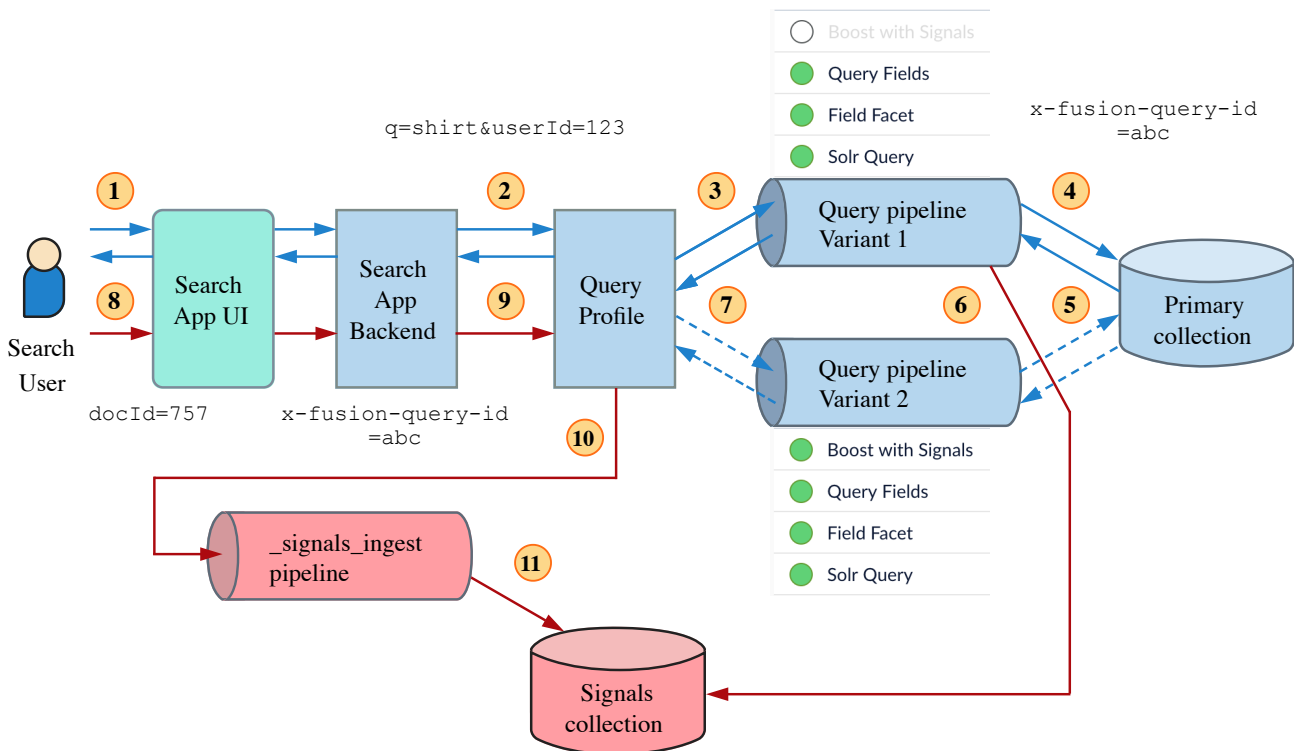 Boost with Signals
Query Fields
Field Facet
Solr Query
q=shirt&userId=123
x-fusion-query-id
=abc
1
2
3
4
Query pipeline
Variant 1
Search
App UI
Search
App
Backend
Query
Profile
Primary
collection
8
9
7
6
5
Search
User
Query pipeline
Variant 2
docId=757
x-fusion-query-id
=abc
10
Boost with Signals
Query Fields
Field Facet
Solr Query
_signals_ingest
pipeline
11
Signals
collection